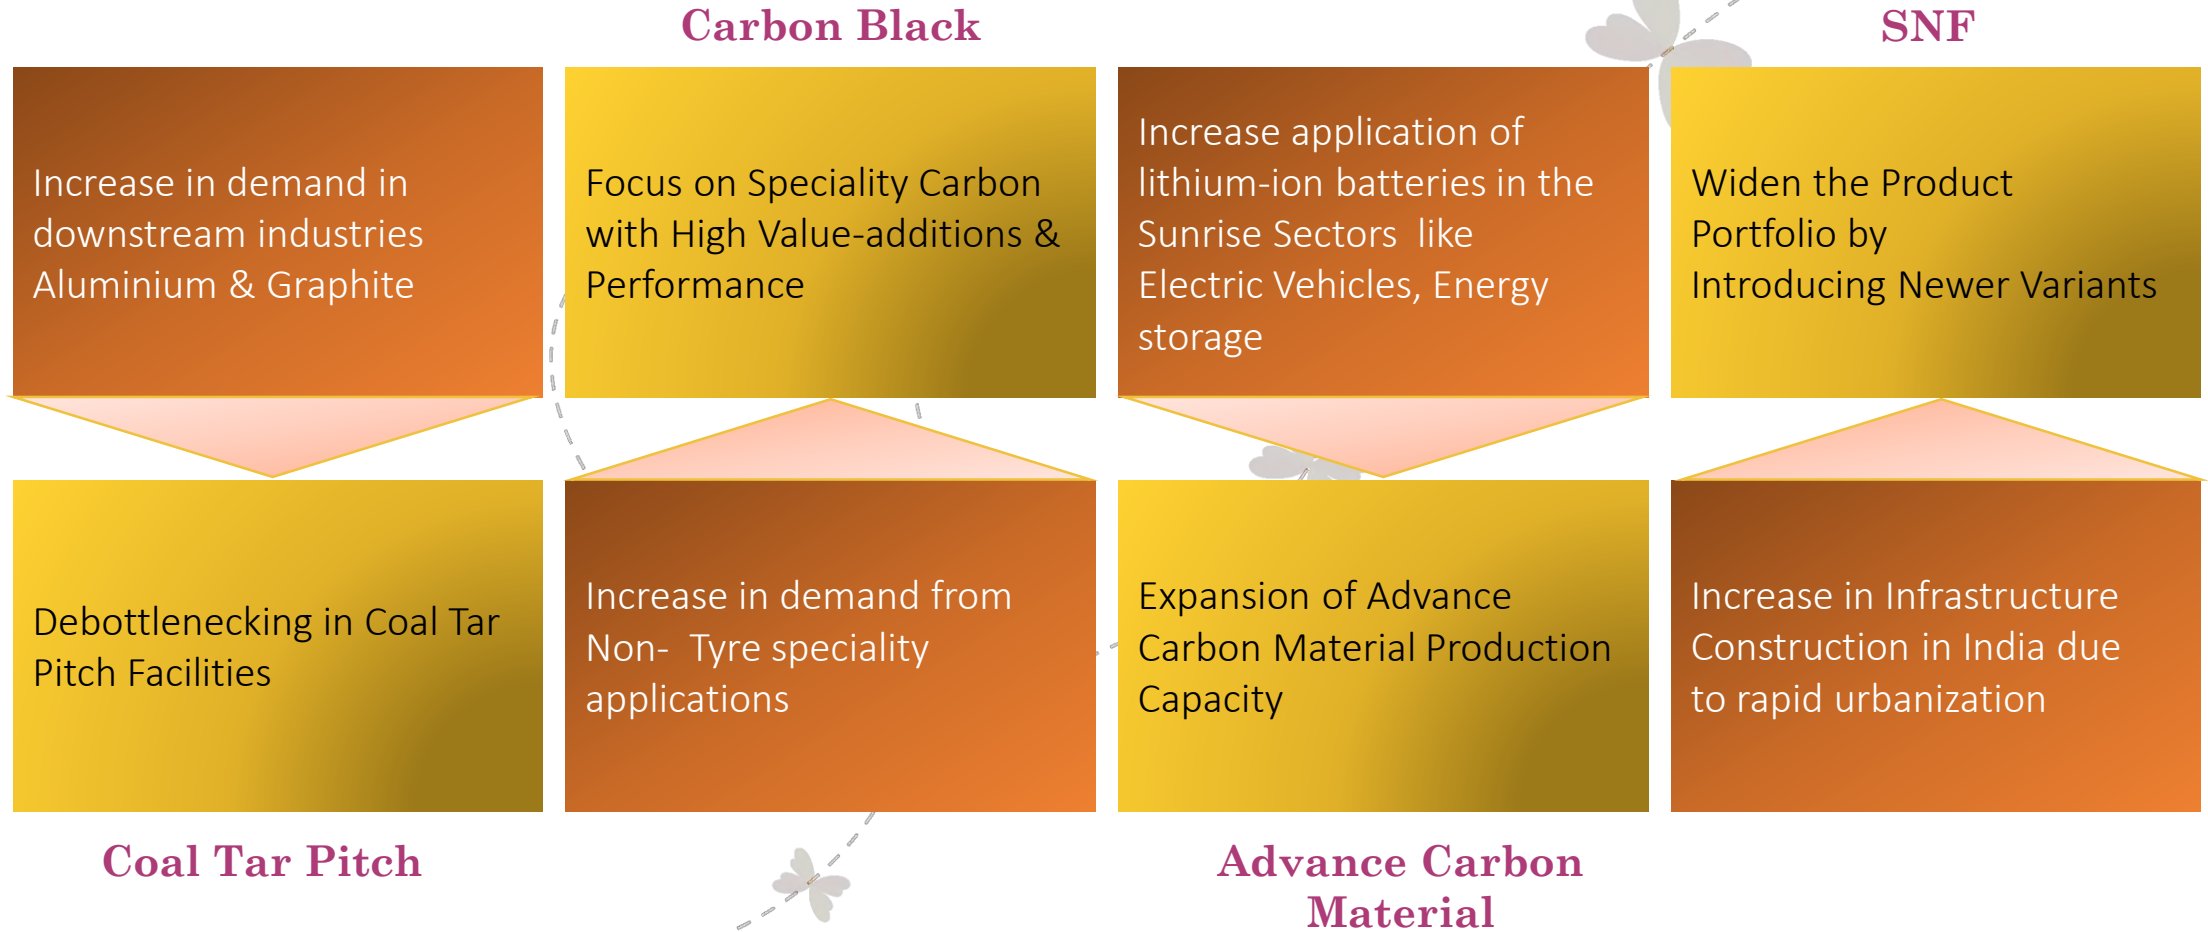 Carbon Black
SNF
Increase in demand in
downstream industries
Aluminium & Graphite
Focus on Speciality Carbon
with High Value-additions &
Performance
Increase application of
lithium-ion batteries in the
Sunrise Sectors like
Electric Vehicles, Energy
storage
Widen the Product
Portfolio by
Introducing Newer Variants
Debottlenecking in Coal Tar
Pitch Facilities
Increase in demand from
Non- Tyre speciality
applications
Expansion of Advance
Carbon Material Production
Capacity
Increase in Infrastructure
Construction in India due
to rapid urbanization
Coal Tar Pitch
Advance Carbon
Material